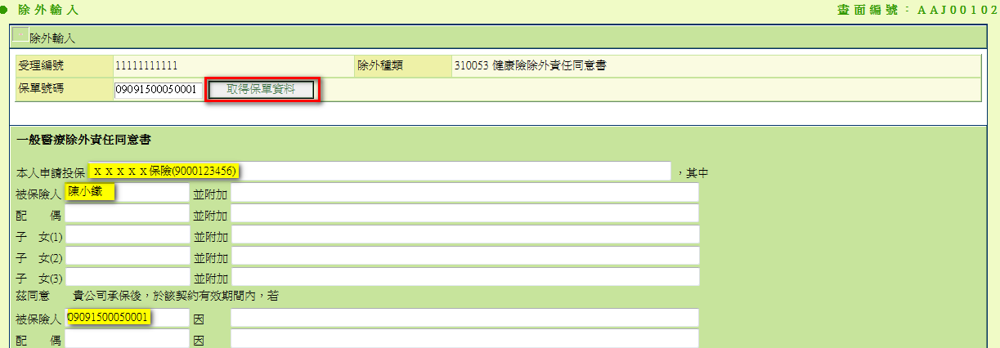 除外輸入 畫面編號：AAJ00102
除外輸入
受理編號 11111111111 除外種類 310053 健康險除外責任同意書
保單號碼 09091500050001 取得保單資料
一般醫療除外責任同意書
本人申請投保 ｘｘｘｘｘ保險(9000123456) ，其中
被保險人 陳小鐵 並附加
配　　偶 並附加
子　女(1) 並附加
子　女(2) 並附加
子　女(3) 並附加
茲同意　　貴公司承保後，於該契約有效期間內，若
被保險人 09091500050001 因
配　　偶 因